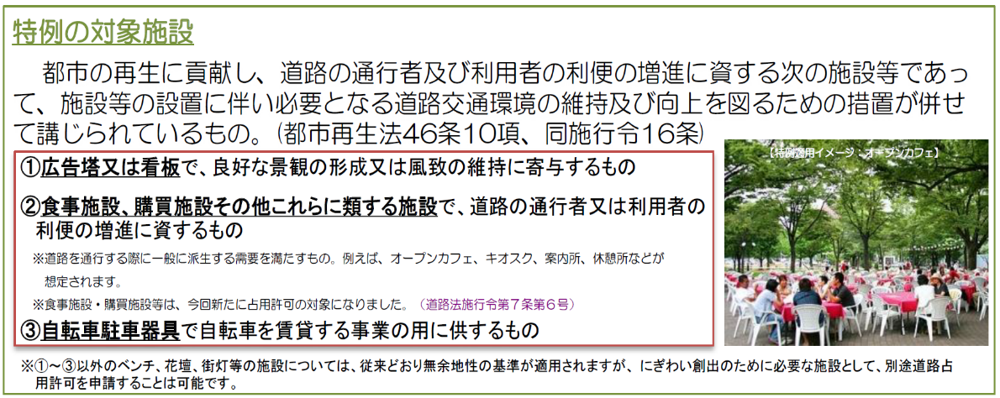 特例の対象施設
都市の再生に貢献し、道路の通行者及び利用者の利便の増進に資する次の施設等であっ
て、施設等の設置に伴い必要となる道路交通環境の維持及び向上を図るための措置が併せ
て講じられているもの。(都市再生法46条10項、同施行令16条)
①広告塔又は看板で、良好な景観の形成又は風致の維持に寄与するもの
②食事施設、購買施設その他これらに類する施設で、道路の通行者又は利用者の
利便の増進に資するもの
※道路を通行する際に一般に派生する需要を満たすもの。例えば、オープンカフェ、キオスク、案内所、休憩所などが
想定されます。
※食事施設・購買施設等は、今回新たに占用許可の対象になりました。(道路法施行令第7条第6号)
③自転車駐車器具で自転車を賃貸する事業の用に供するもの
【特例適用イメージ:オープンカフェ】
※①~③以外のベンチ、花壇、街灯等の施設については、従来どおり無余地性の基準が適用されますが、にぎわい創出のために必要な施設として、別途道路占
用許可を申請することは可能です。